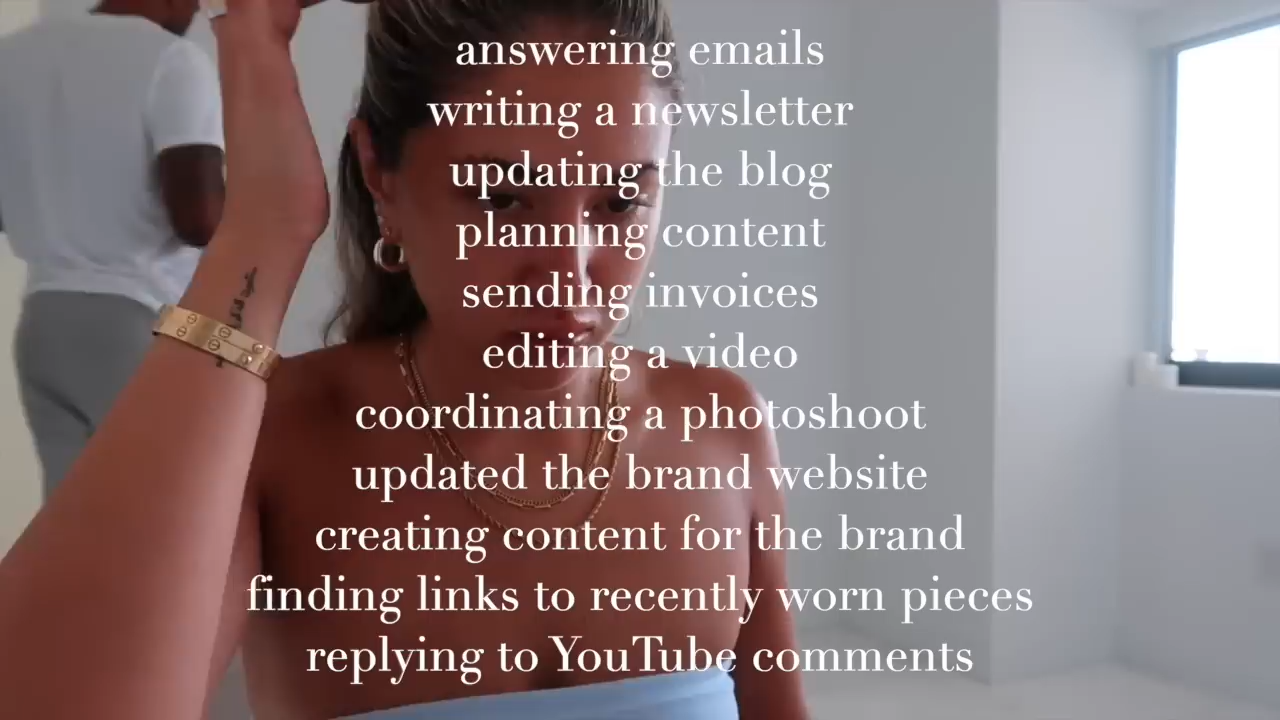 answering emails
writing a newsletter
updating the blog
planning content
sending invoices
editing a video
coordinating a photoshoot
updated the brand website
creating content for the brand
finding links to recently worn pieces
replying to YouTube comments